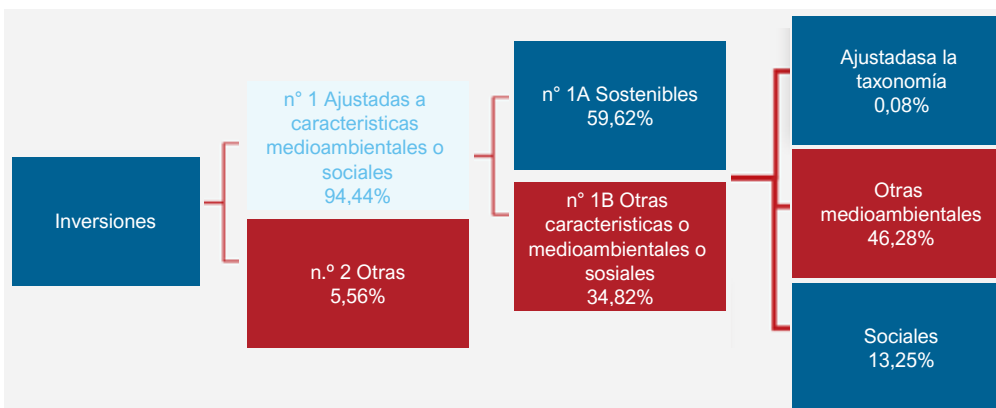 Inversiones
n° 1 Ajustadas a
caracteristicas
medioambientales o
sociales
94,44%
n.º 2 Otras
5,56%
n° 1A Sostenibles
59,62%
n° 1B Otras
caracteristicas o
medioambientales o
sosiales
34,82%
Ajustadasa la
taxonomía
0,08%
Otras
medioambientales
46,28%
Sociales
13,25%